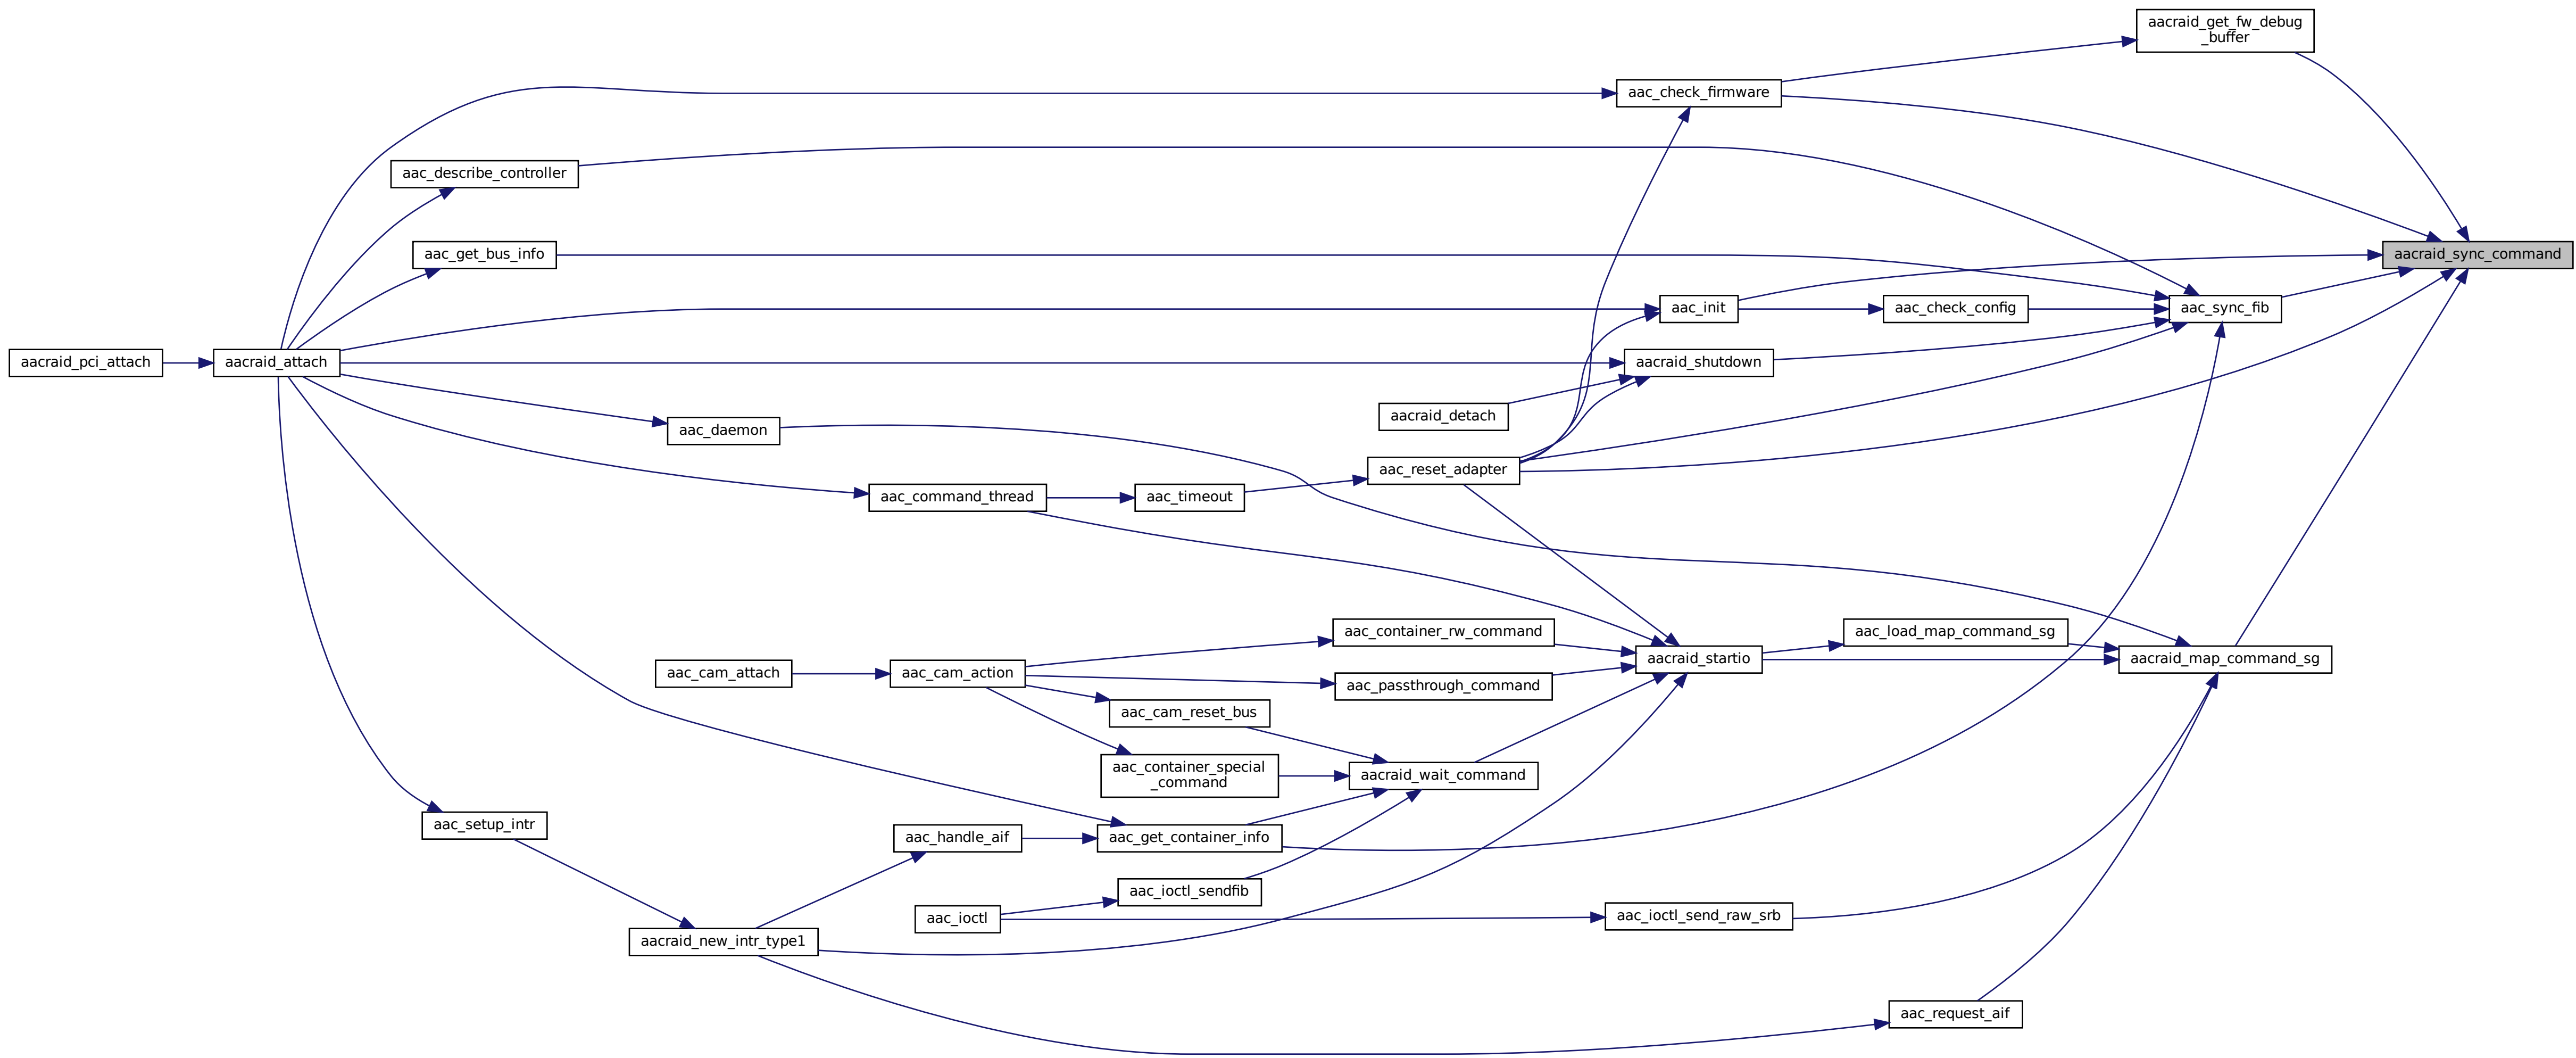 aacraid_get_fw_debug
_buffer
aac_check_firmware
aac_describe_controller
aac_get_bus_info
aacraid_sync_command
aac_init
aac_check_config
aac_sync_fib
aacraid_pci_attach
aacraid_attach
aacraid_shutdown
aacraid_detach
aac_daemon
aac_reset_adapter
aac_command_thread
aac_timeout
aac_container_rw_command
aac_load_map_command_sg
aacraid_startio
aacraid_map_command_sg
aac_cam_attach
aac_cam_action
aac_passthrough_command
aac_cam_reset_bus
aac_container_special
_command
aacraid_wait_command
aac_setup_intr
aac_handle_aif
aac_get_container_info
aac_ioctl_sendfib
aac_ioctl
aac_ioctl_send_raw_srb
aacraid_new_intr_type1
aac_request_aif